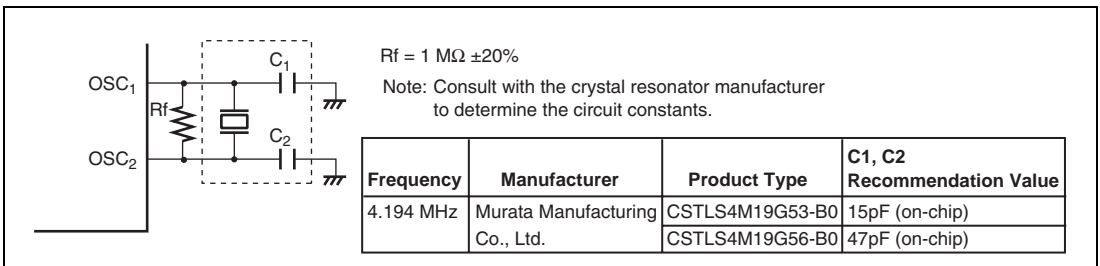 OSC1
OSC2
Rf
C1
C2
Rf = 1 MΩ ±20%
Note: Consult with the crystal resonator manufacturer
to determine the circuit constants.
Frequency Manufacturer Product Type C1, C2 Recommendation Value
4.194 MHz Murata Manufacturing Co., Ltd. CSTLS4M19G53-B0 15pF (on-chip)
CSTLS4M19G56-B0 47pF (on-chip)